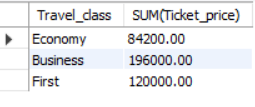 Travel_class SUM(Ticket_price)
Economy 84200.00
Business 196000.00
First 120000.00